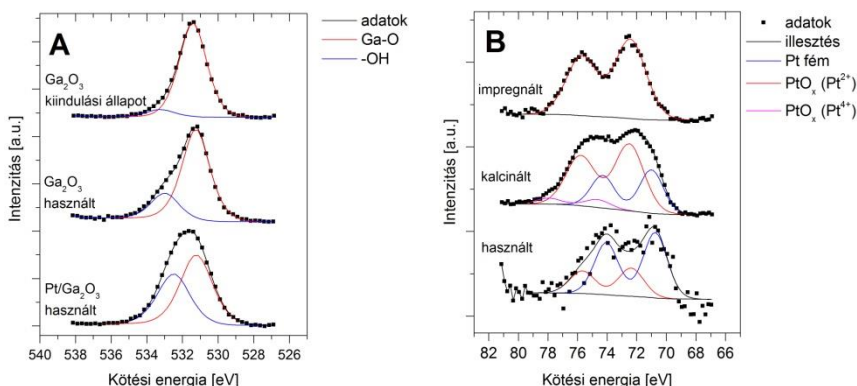 A
adatok
Ga-O
-OH
Intenzitás [a.u.]
Ga₂O₃
kiindulási állapot
Ga₂O₃
használt
Pt/Ga₂O₃
használt
540 538 536 534 532 530 528 526
Kötési energia [eV]
B
adatok
illesztés
Pt fém
PtOₓ (Pt²⁺)
PtOₓ (Pt⁴⁺)
Intenzitás [a.u.]
impregnált
kalcinált
használt
82 80 78 76 74 72 70 68 66
Kötési energia [eV]